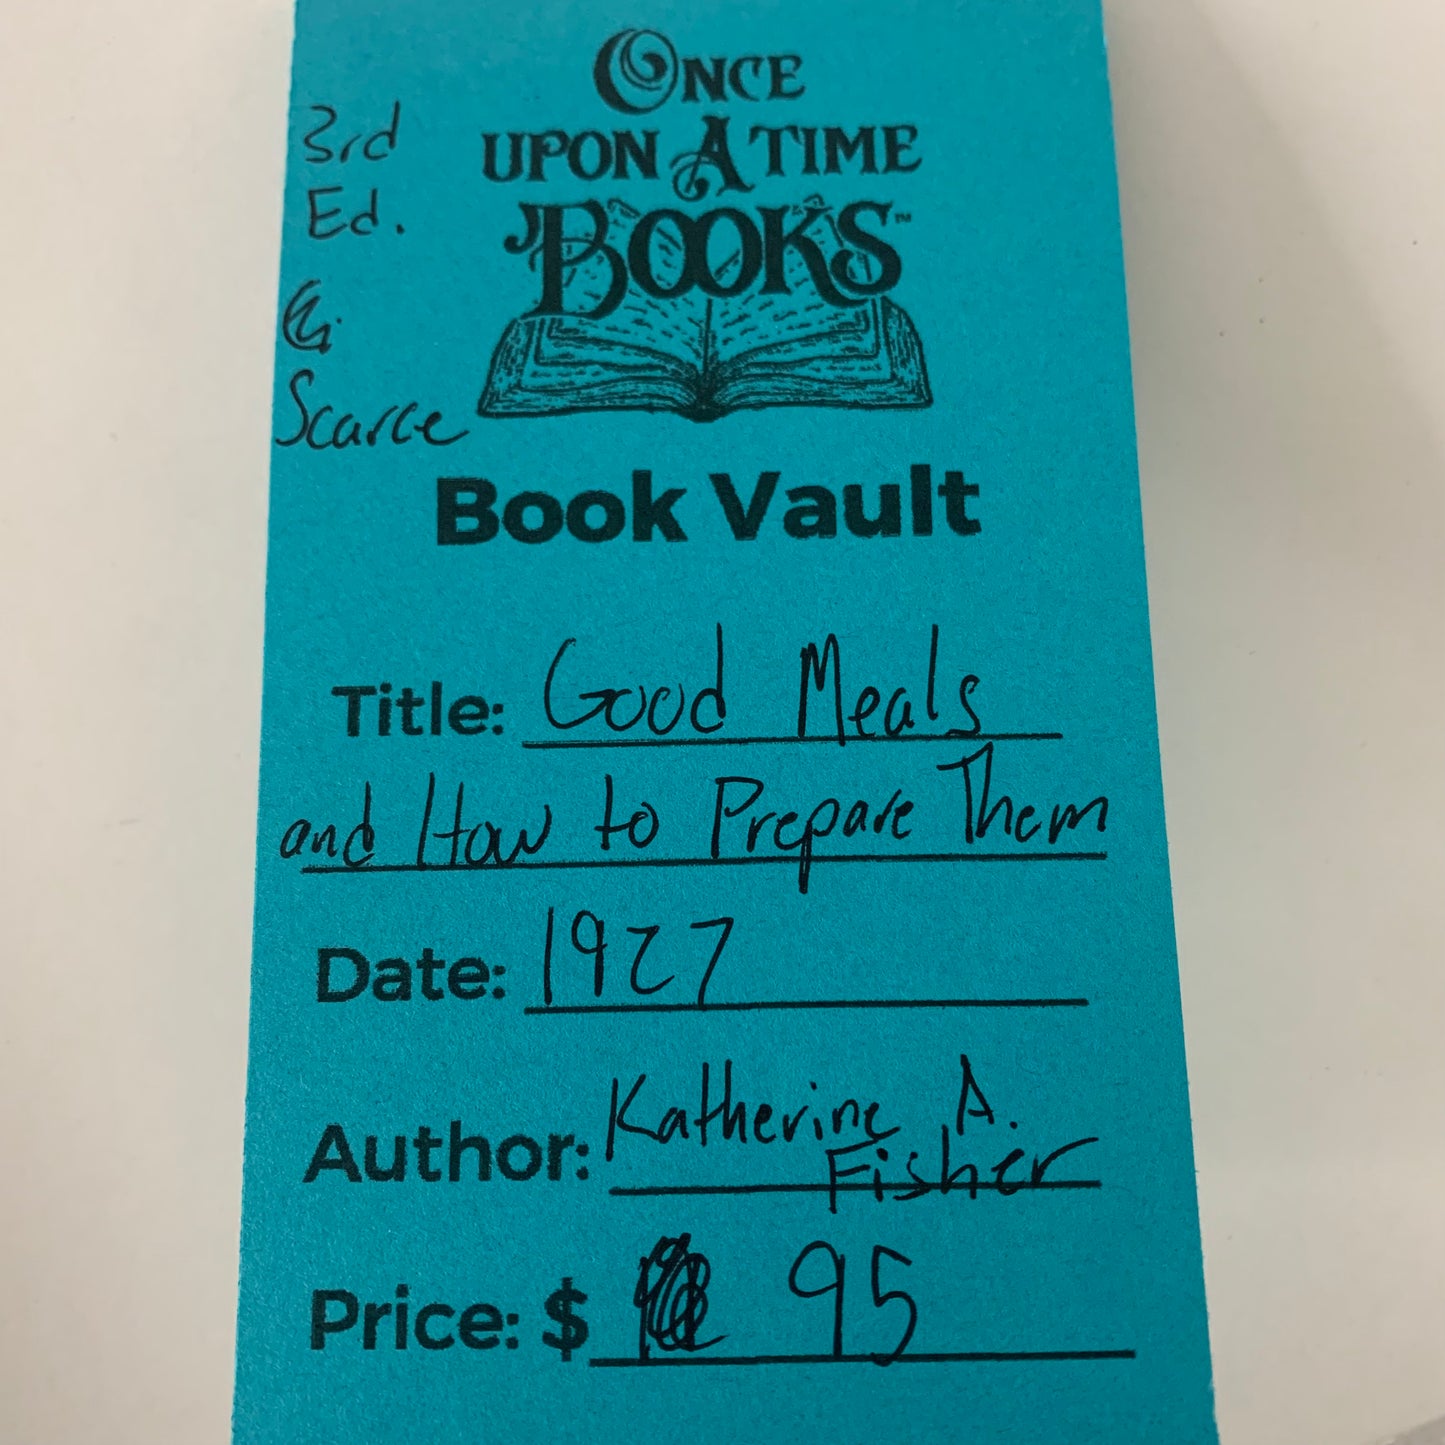 3rd
Ed.
Scarce
ONCE
UPON A TIME
BOOKS™
Book Vault
Title: Good Meals
and How to Prepare Them
Date: 1927
Author: Katherine A.
Fisher
Price: $ 95